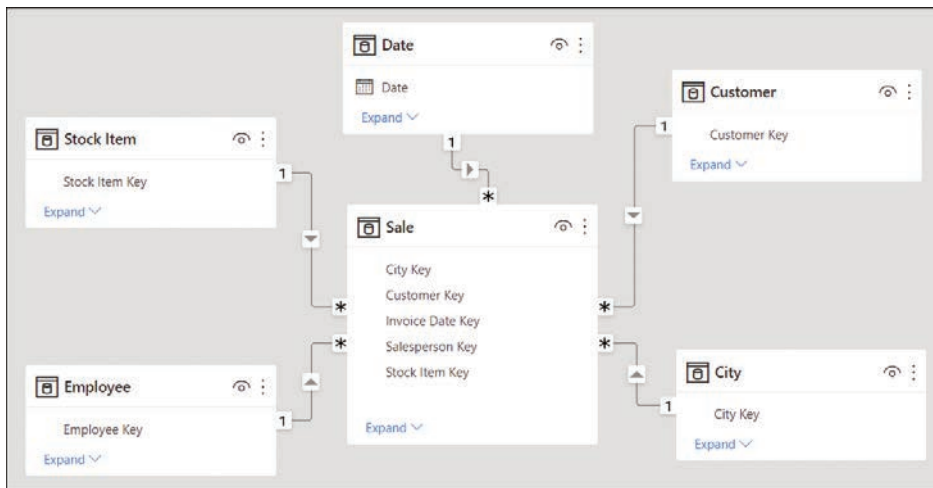 Date
Date
Expand
1
*
Customer
Customer Key
Expand
1
*
Stock Item
Stock Item Key
Expand
1
*
Sale
City Key
Customer Key
Invoice Date Key
Salesperson Key
Stock Item Key
Expand
Employee
Employee Key
Expand
1
*
City
City Key
Expand
1
*